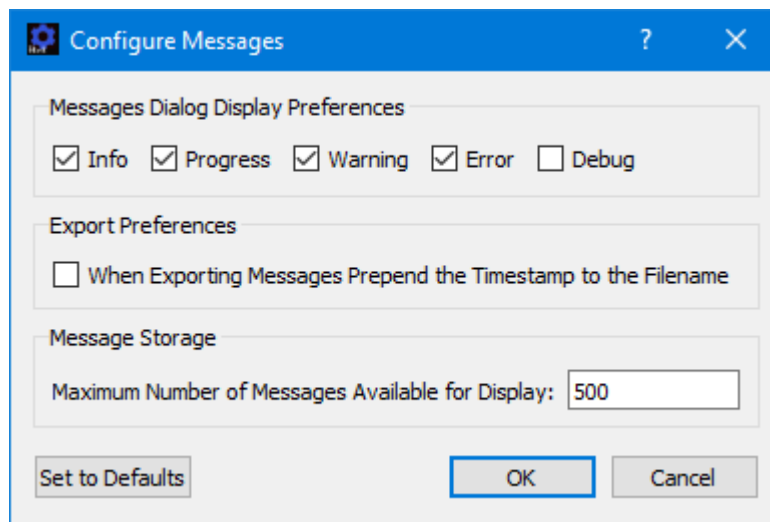 Configure Messages
Messages Dialog Display Preferences
Info Progress Warning Error Debug
Export Preferences
When Exporting Messages Prepend the Timestamp to the Filename
Message Storage
Maximum Number of Messages Available for Display: 500
Set to Defaults OK Cancel